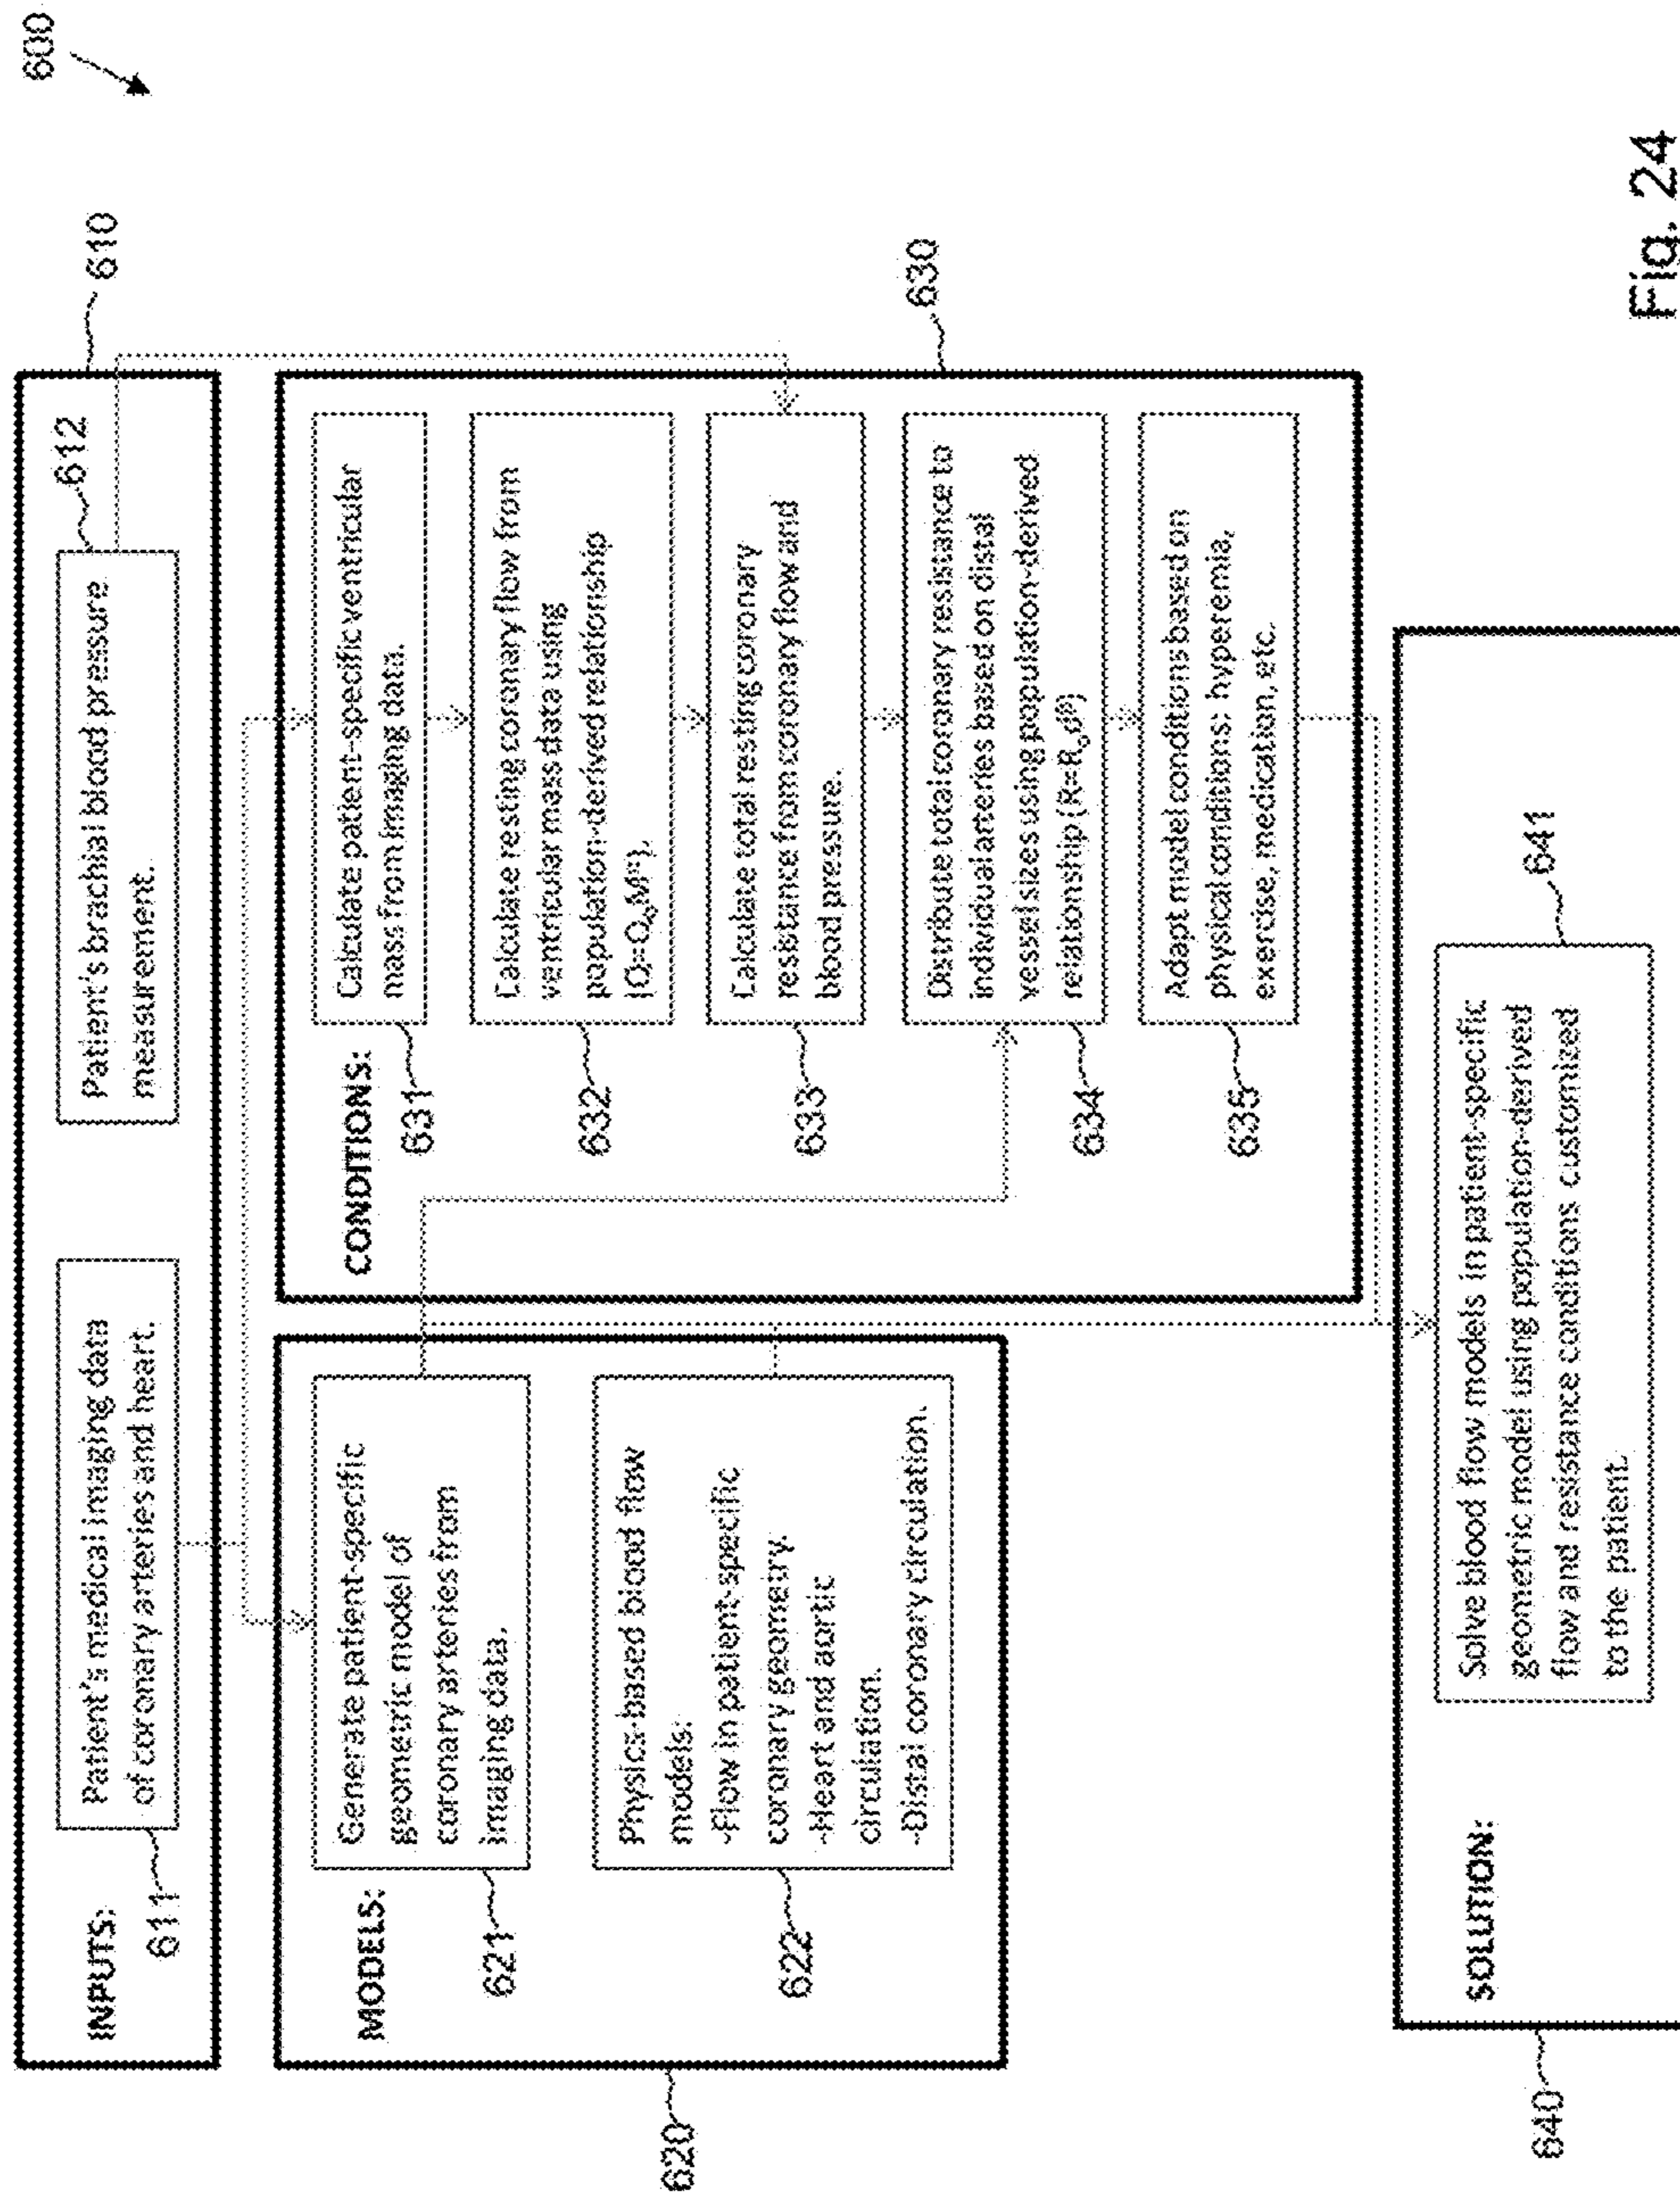 600
610
INPUTS:
611
Patient's medical imaging data
of coronary arteries and heart.
612
Patient's brachial blood pressure
measurement.
620
MODELS:
621
Generate patient-specific
geometric model of
coronary arteries from
imaging data.
622
Physics-based blood flow
models:
-Flow in patient-specific
coronary geometry.
-Heart and aortic
circulation.
-Distal coronary circulation.
630
CONDITIONS:
631
Calculate patient-specific ventricular
mass from imaging data.
632
Calculate resting coronary flow from
ventricular mass data using
population-derived relationship
(Q=Q₀Mᵅ).
633
Calculate total resting coronary
resistance from coronary flow and
blood pressure.
634
Distribute total coronary resistance to
individual arteries based on distal
vessel sizes using population-derived
relationship (R=R₀dᵝ)
635
Adapt model conditions based on
physical conditions: hyperemia,
exercise, medication, etc.
640
SOLUTION:
641
Solve blood flow models in patient-specific
geometric model using population-derived
flow and resistance conditions customized
to the patient.
Fig. 24